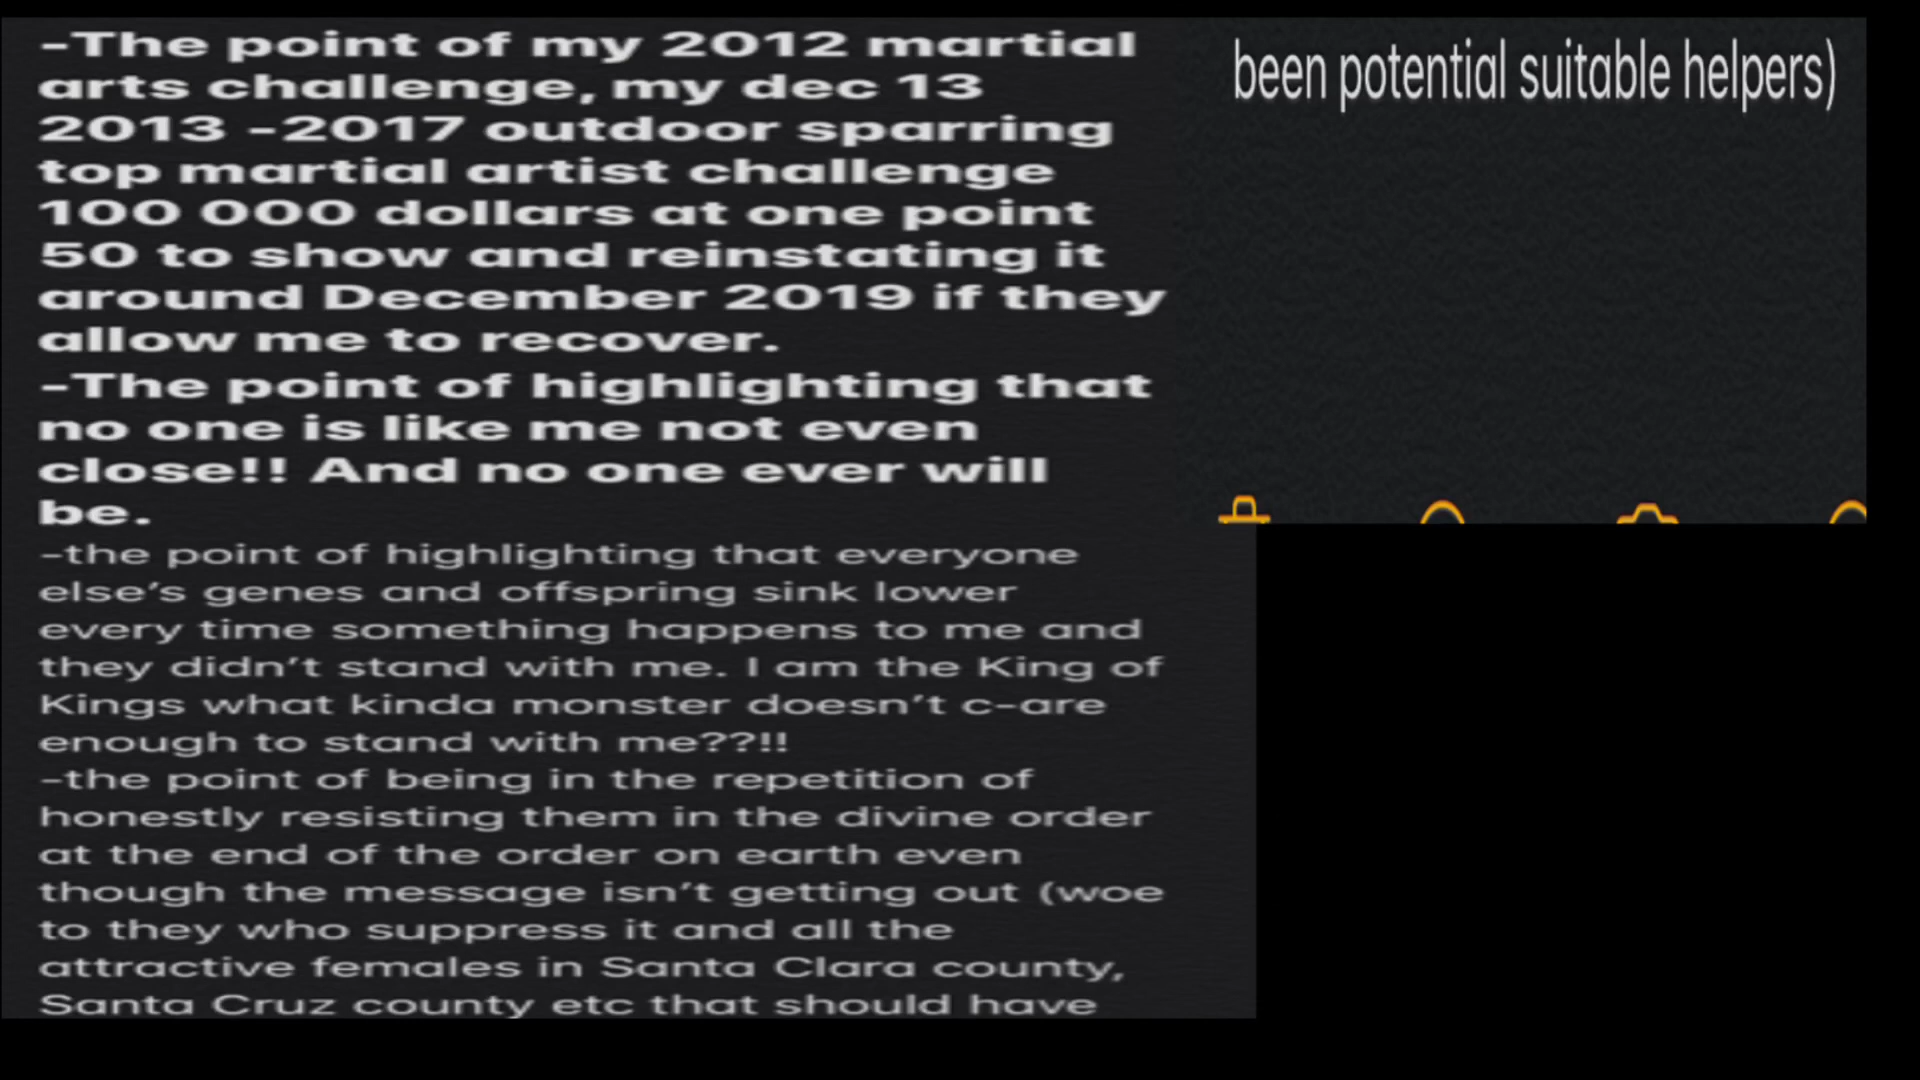 -The point of my 2012 martial
arts challenge, my dec 13
2013 -2017 outdoor sparring
top martial artist challenge
100 000 dollars at one point
50 to show and reinstating it
around December 2019 if they
allow me to recover.
-The point of highlighting that
no one is like me not even
close!! And no one ever will
be.
-the point of highlighting that everyone
else's genes and offspring sink lower
every time something happens to me and
they didn't stand with me. I am the King of
Kings what kinda monster doesn't c-are
enough to stand with me??!!
-the point of being in the repetition of
honestly resisting them in the divine order
at the end of the order on earth even
though the message isn't getting out (woe
to they who suppress it and all the
attractive females in Santa Clara county,
Santa Cruz county etc that should have
been potential suitable helpers)